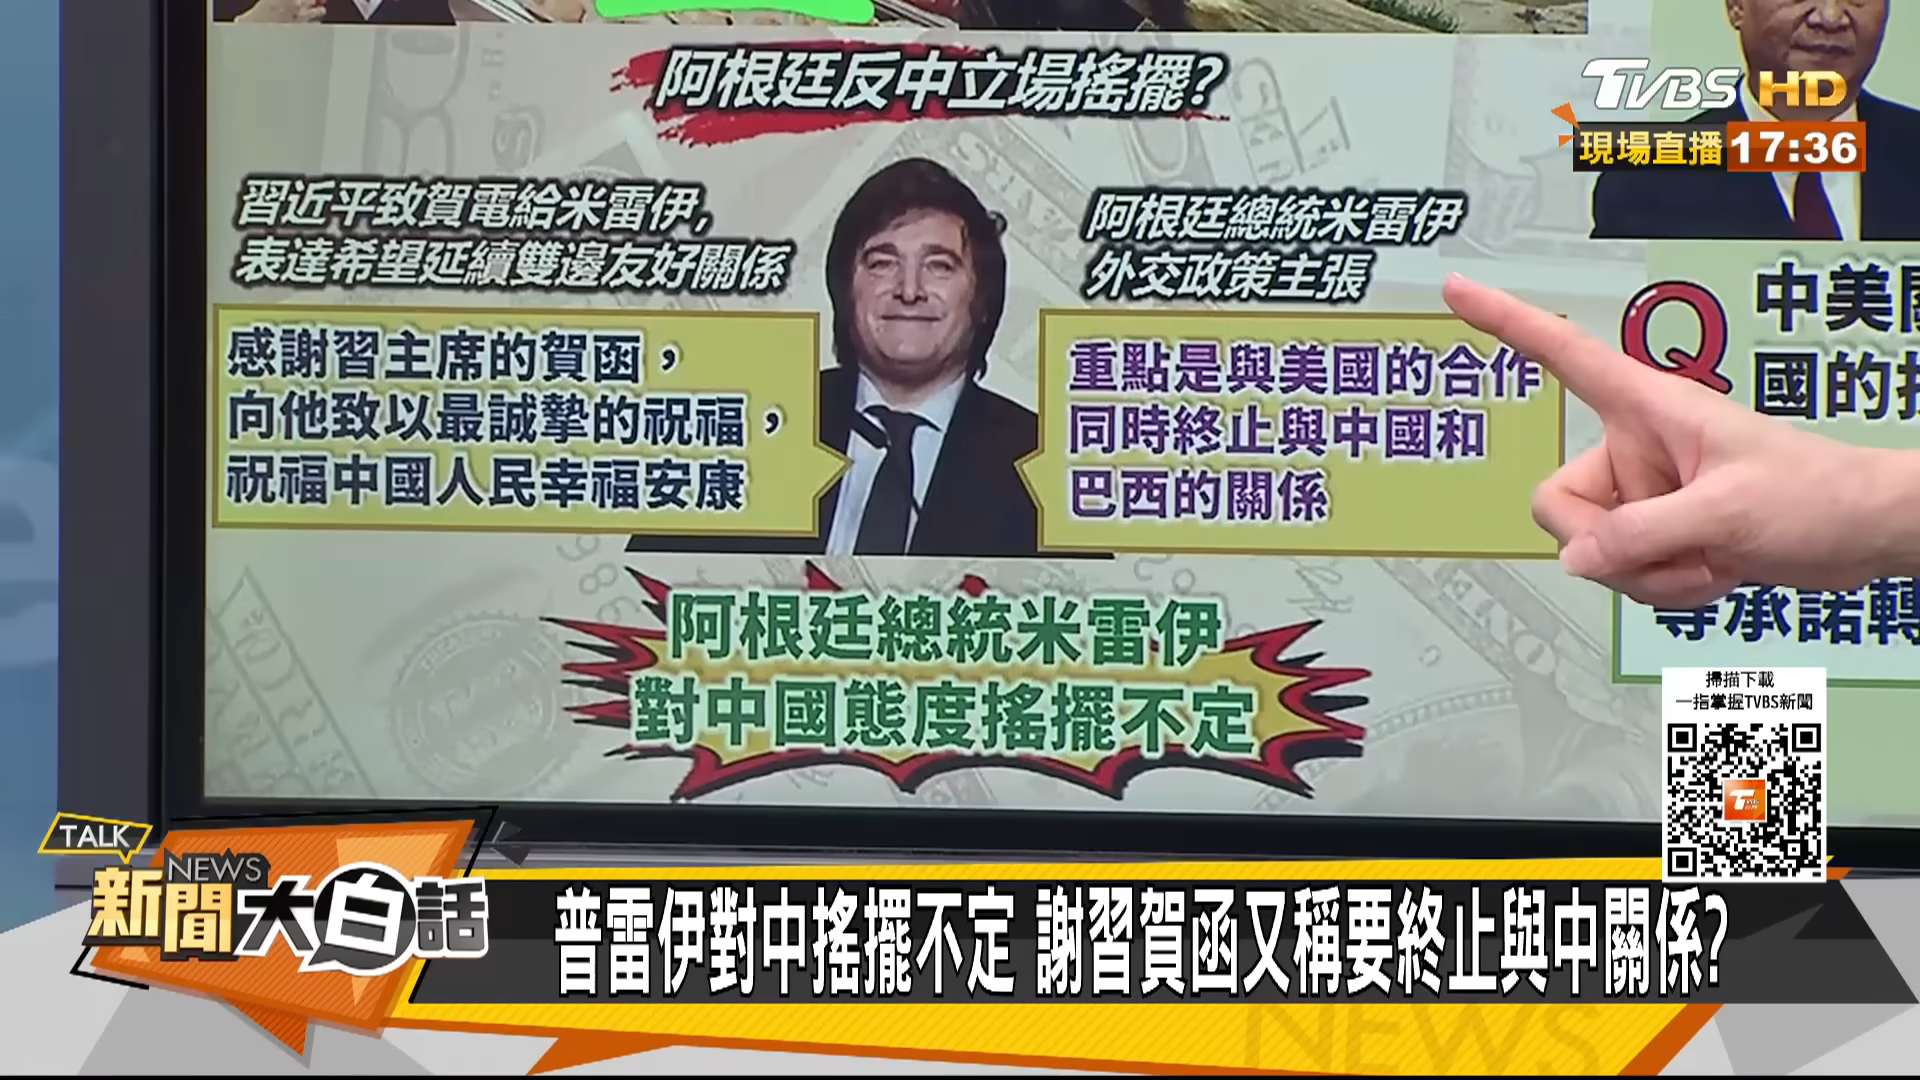 阿根廷反中立場搖擺?
TVBS HD
現場直播 17:36
習近平致賀電給米雷伊,
表達希望延續雙邊友好關係
感謝習主席的賀函，
向他致以最誠摯的祝福，
祝福中國人民幸福安康
阿根廷總統米雷伊
外交政策主張
重點是與美國的合作
同時終止與中國和
巴西的關係
Q
中美
國的
等承諾轉
阿根廷總統米雷伊
對中國態度搖擺不定
掃描下載
一指掌握TVBS新聞
TALK
NEWS
新聞大白話
普雷伊對中搖擺不定 謝習賀函又稱要終止與中關係?
NEWS